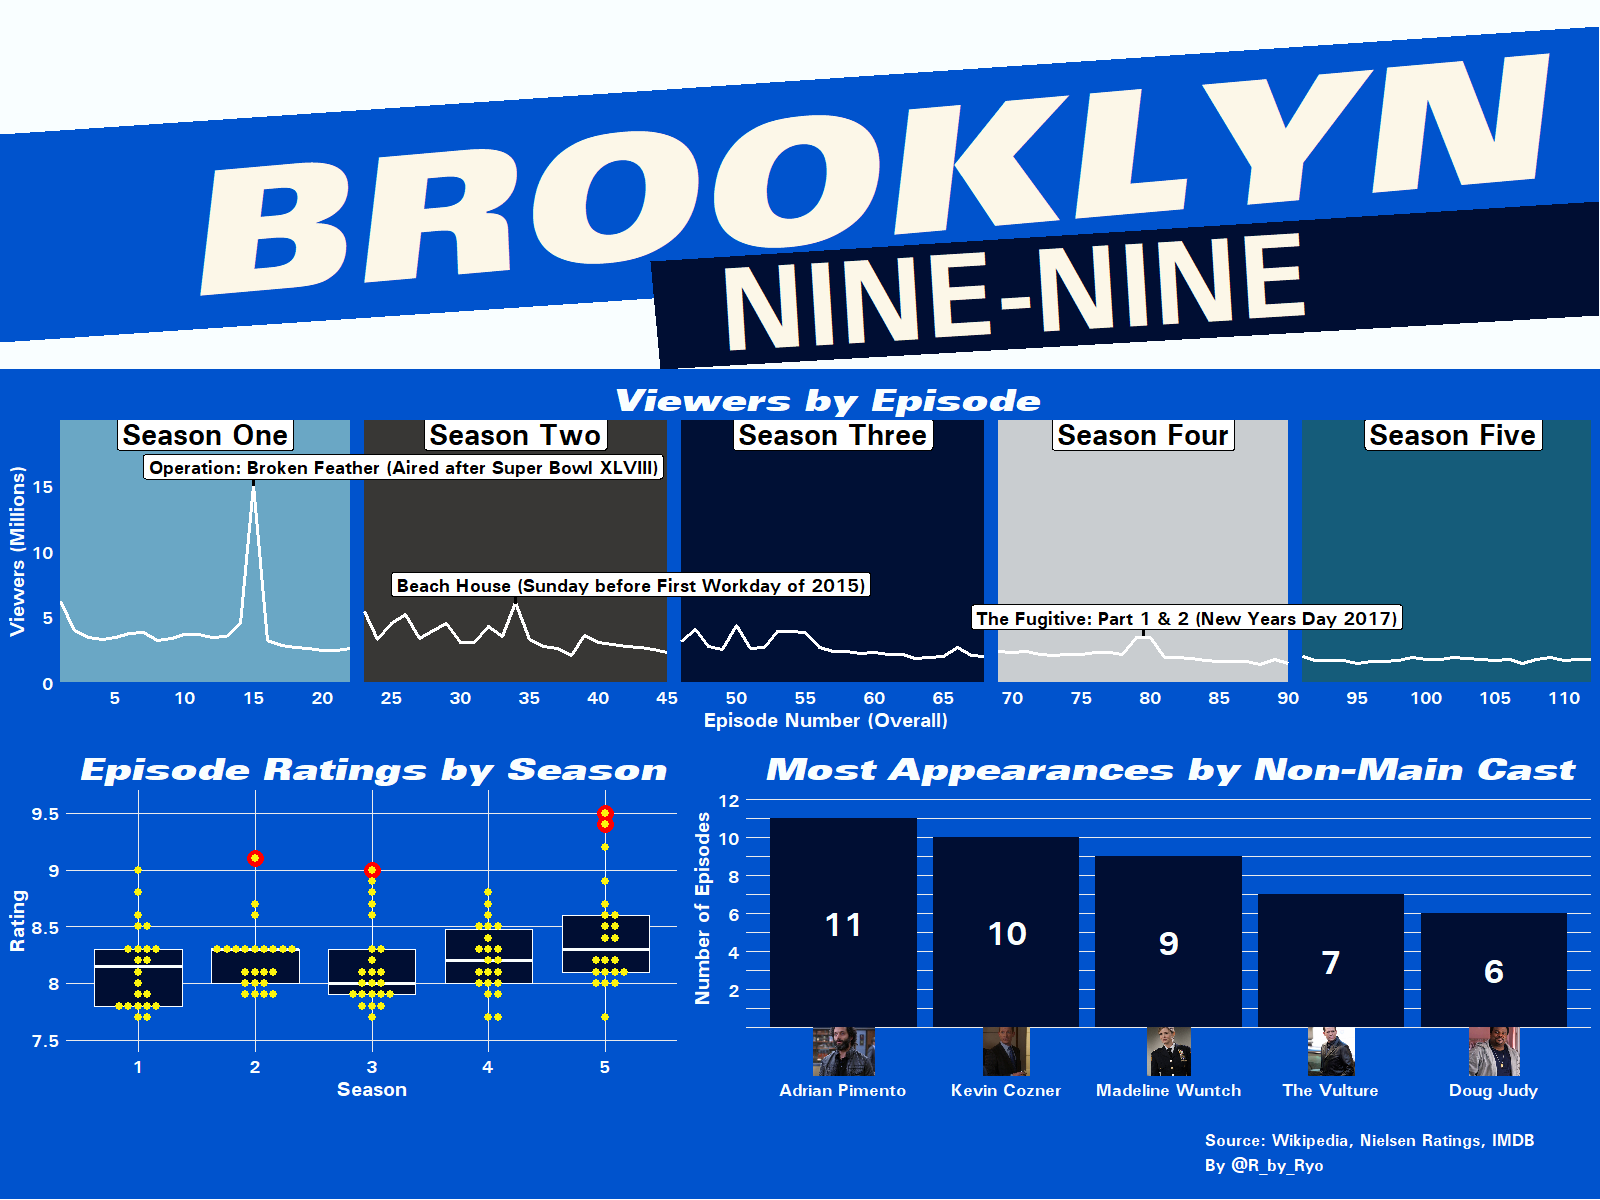 BROOKLYN
NINE-NINE
Viewers by Episode
Season One
Season Two
Season Three
Season Four
Season Five
Operation: Broken Feather (Aired after Super Bowl XLVIII)
Beach House (Sunday before First Workday of 2015)
The Fugitive: Part 1 & 2 (New Years Day 2017)
Viewers (Millions)
15
10
5
0
5 10 15 20 25 30 35 40 45 50 55 60 65 70 75 80 85 90 95 100 105 110
Episode Number (Overall)
Episode Ratings by Season
Rating
9.5
9
8.5
8
7.5
1 2 3 4 5
Season
Most Appearances by Non-Main Cast
Number of Episodes
12
10
8
6
4
2
11
10
9
7
6
Adrian Pimento
Kevin Cozner
Madeline Wuntch
The Vulture
Doug Judy
Source: Wikipedia, Nielsen Ratings, IMDB
By @R_by_Ryo